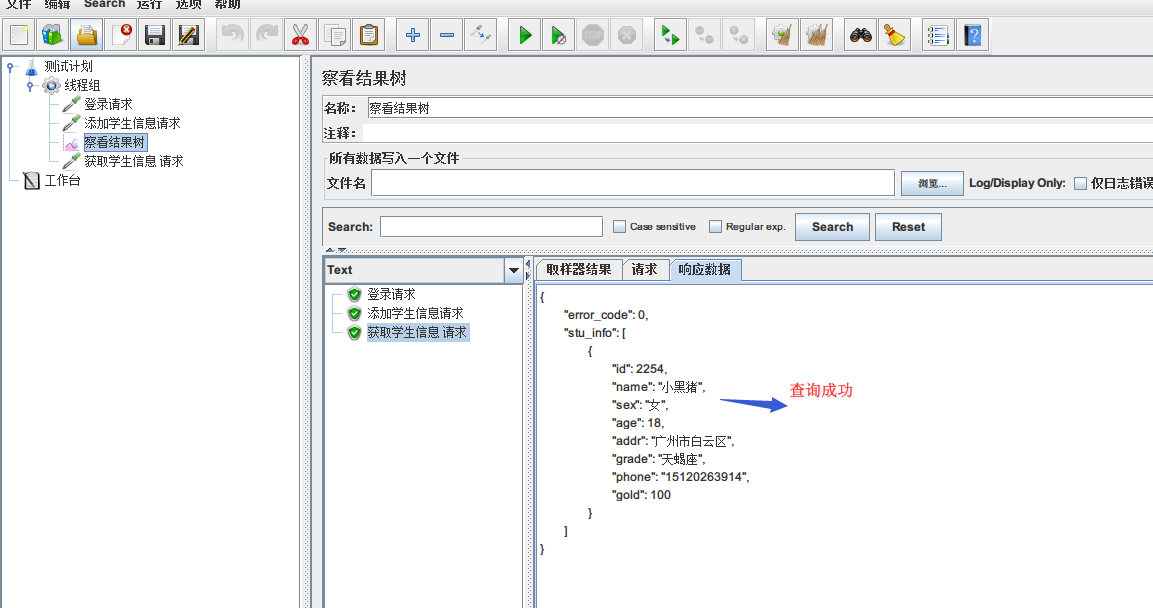 文件 编辑 Search 运行 选项 帮助
STOP
测试计划
线程组
登录请求
添加学生信息请求
察看结果树
获取学生信息 请求
工作台
察看结果树
名称： 察看结果树
注释：
所有数据写入一个文件
文件名 浏览... Log/Display Only: 仅日志错误
Search: Case sensitive Regular exp. Search Reset
Text
登录请求
添加学生信息请求
获取学生信息 请求
取样器结果 请求 响应数据
{
"error_code": 0,
"stu_info": [
{
"id": 2254,
"name": "小黑猪",
"sex": "女",
"age": 18,
"addr": "广州市白云区",
"grade": "天蝎座",
"phone": "15120263914",
"gold": 100
}
]
}
查询成功